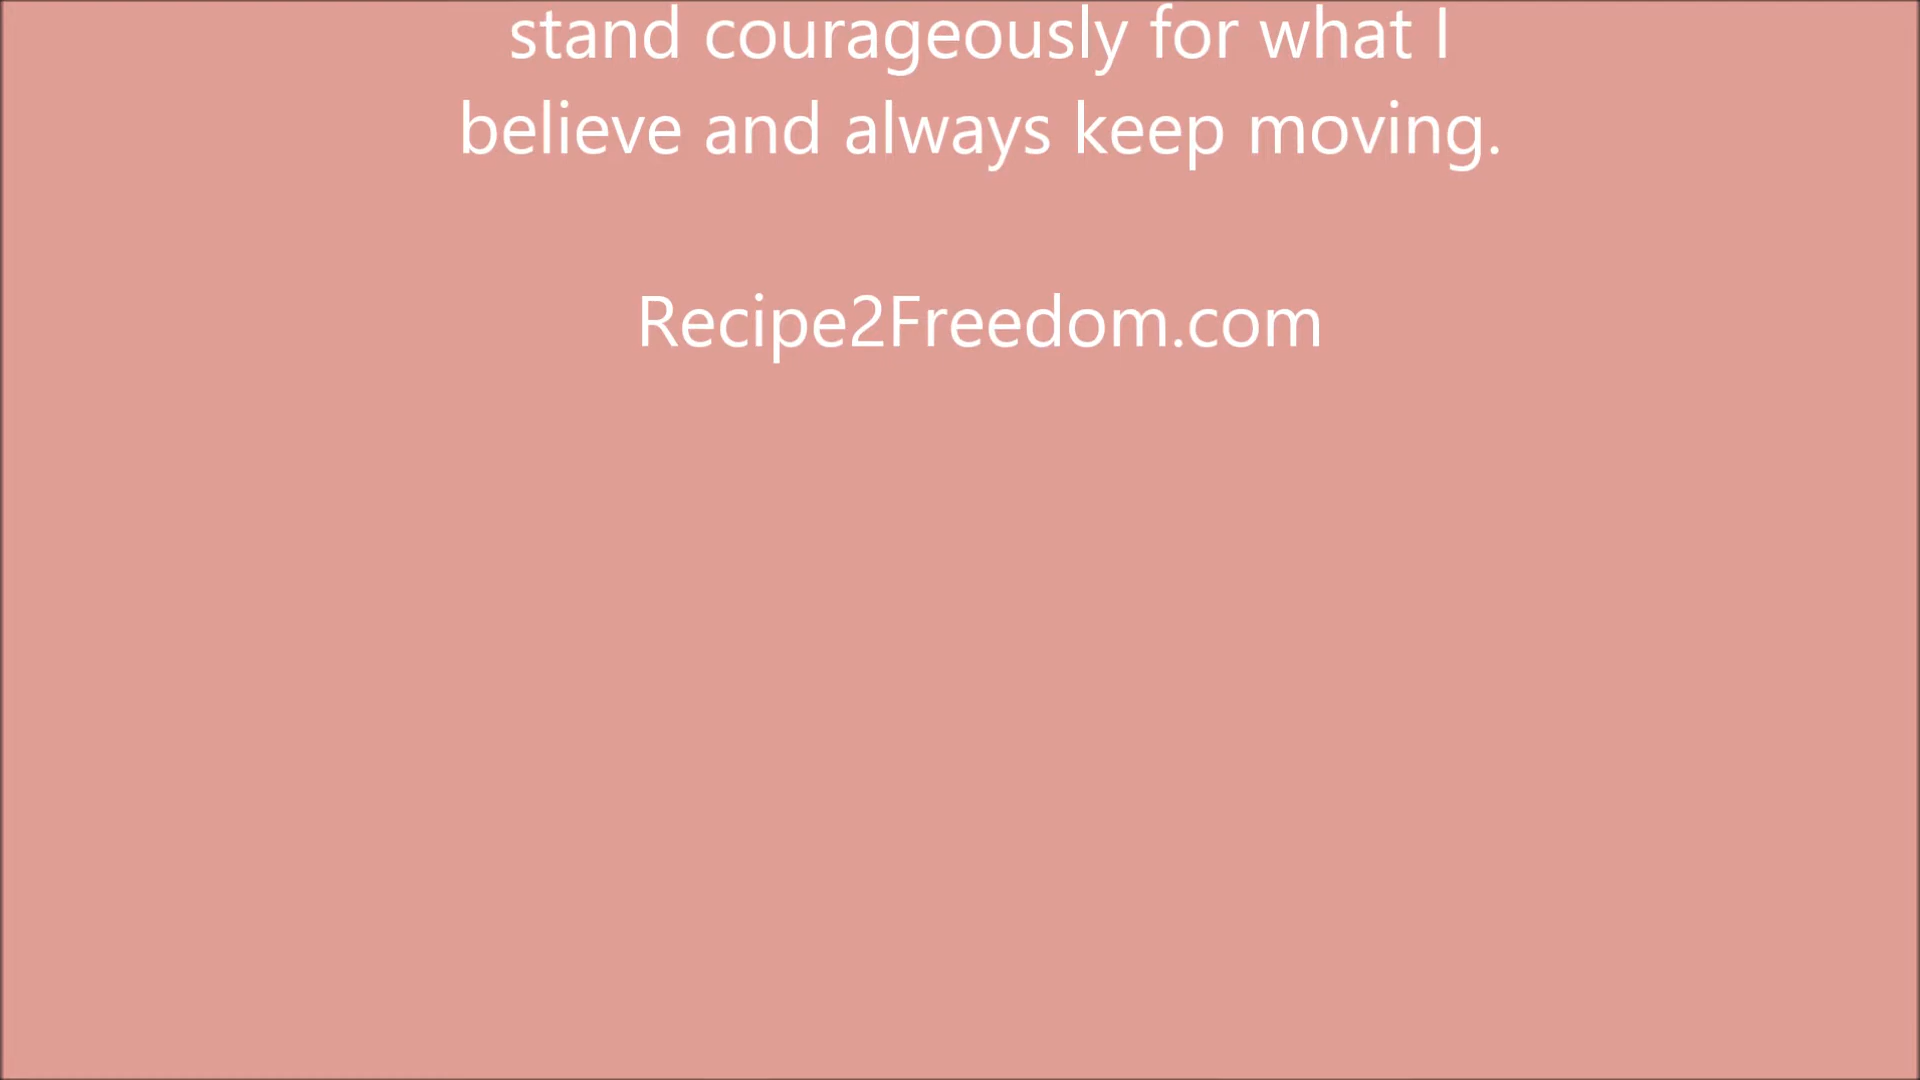 stand courageously for what I
believe and always keep moving.
Recipe2Freedom.com